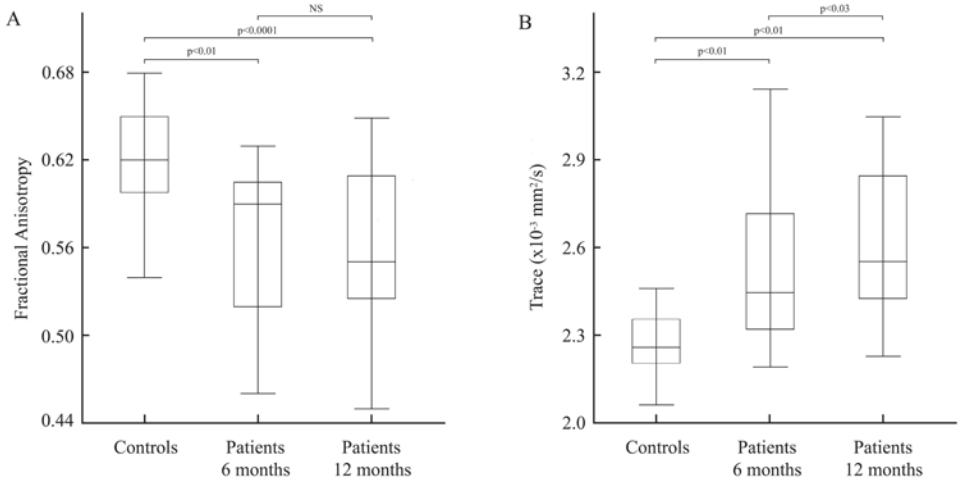 A
NS
p<0.0001
p<0.01
0.68
0.62
0.56
0.50
0.44
Fractional Anisotropy
Controls
Patients
6 months
Patients
12 months
B
p<0.03
p<0.01
p<0.01
3.2
2.9
2.6
2.3
2.0
Trace (x10⁻³ mm²/s)
Controls
Patients
6 months
Patients
12 months